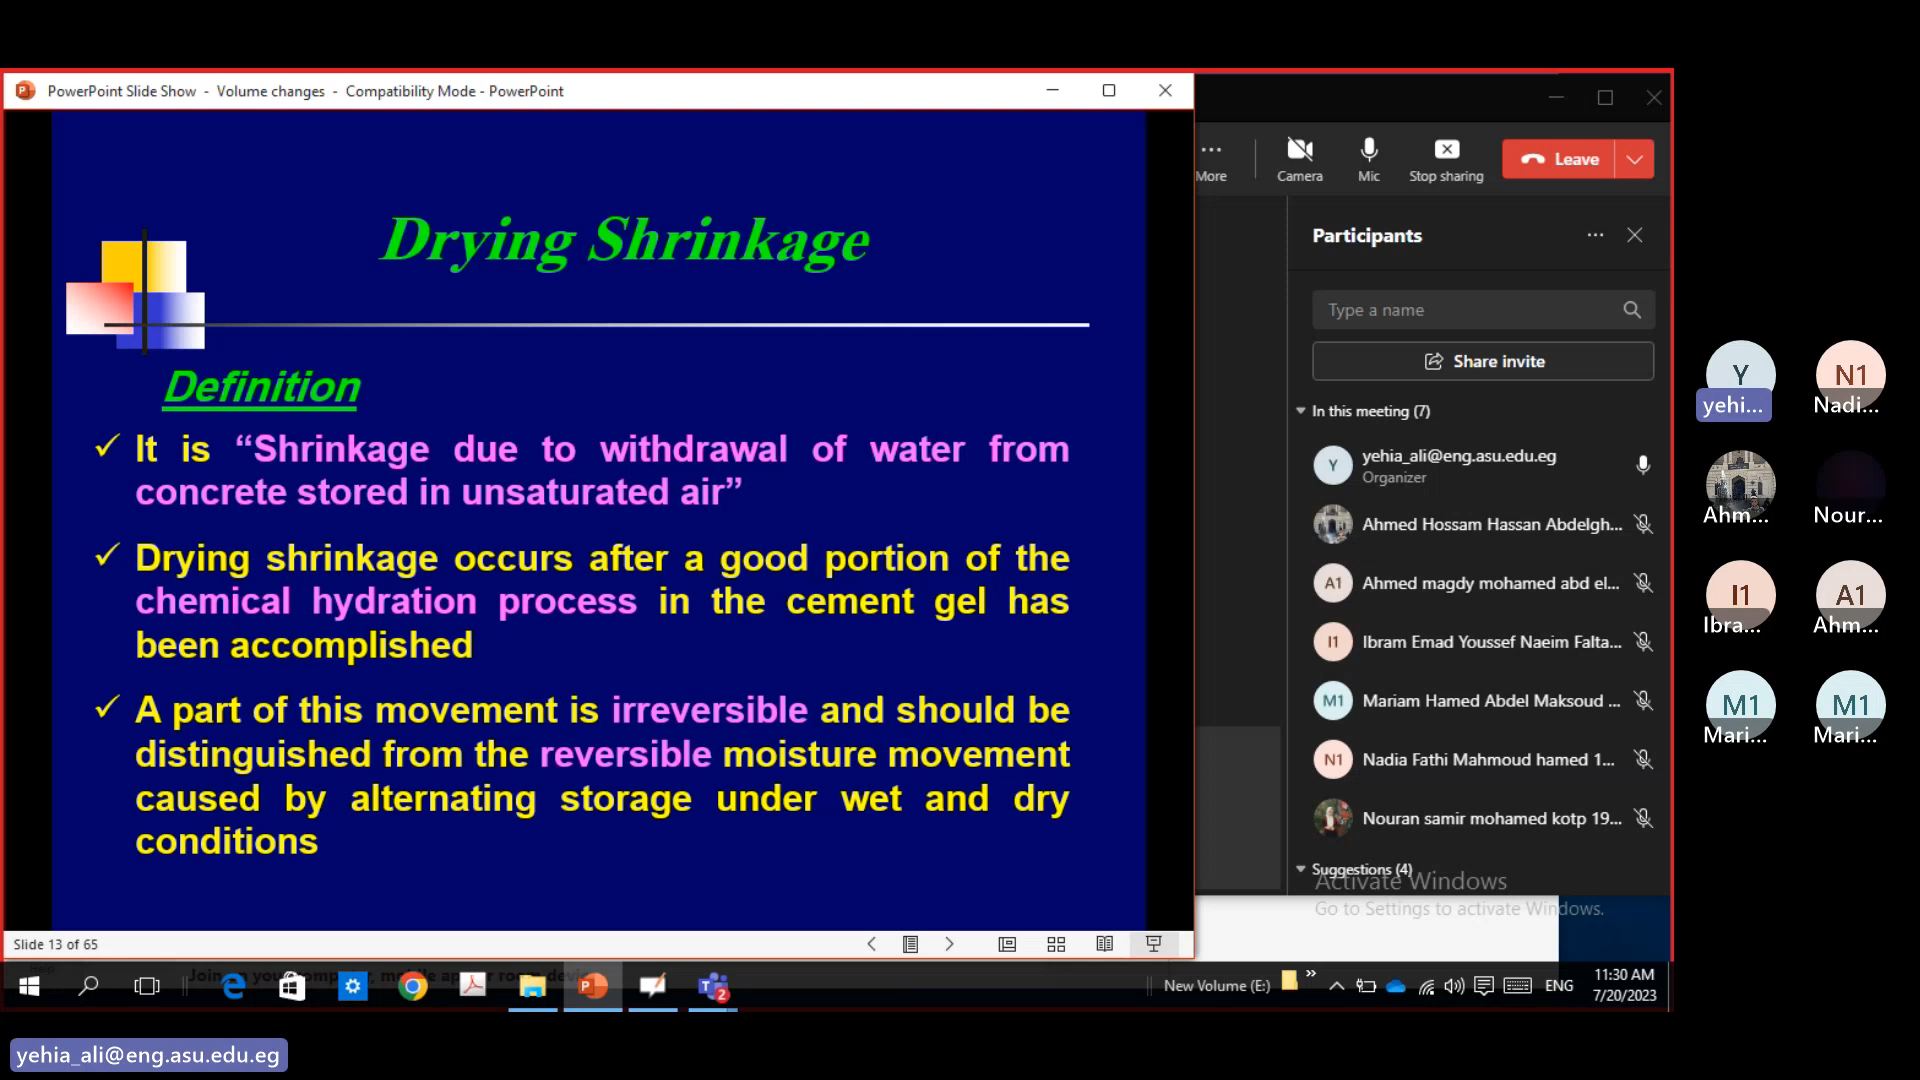 PowerPoint Slide Show - Volume changes - Compatibility Mode - PowerPoint
Drying Shrinkage
Definition
It is “Shrinkage due to withdrawal of water from
concrete stored in unsaturated air”
Drying shrinkage occurs after a good portion of the
chemical hydration process in the cement gel has
been accomplished
A part of this movement is irreversible and should be
distinguished from the reversible moisture movement
caused by alternating storage under wet and dry
conditions
Slide 13 of 65
More
Camera
Mic
Stop sharing
Leave
Participants
Type a name
Share invite
In this meeting (7)
Y
yehia_ali@eng.asu.edu.eg
Organizer
Ahmed Hossam Hassan Abdelgh...
A1
Ahmed magdy mohamed abd el...
I1
Ibram Emad Youssef Naeim Falta...
M1
Mariam Hamed Abdel Maksoud ...
N1
Nadia Fathi Mahmoud hamed 1...
Nouran samir mohamed kotp 19...
Suggestions (4)
Activate Windows
Go to Settings to activate Windows.
New Volume (E:)
ENG
11:30 AM
7/20/2023
2
Y
yehi...
N1
Nadi...
Ahm...
Nour...
I1
Ibra...
A1
Ahm...
M1
Mari...
M1
Mari...
yehia_ali@eng.asu.edu.eg